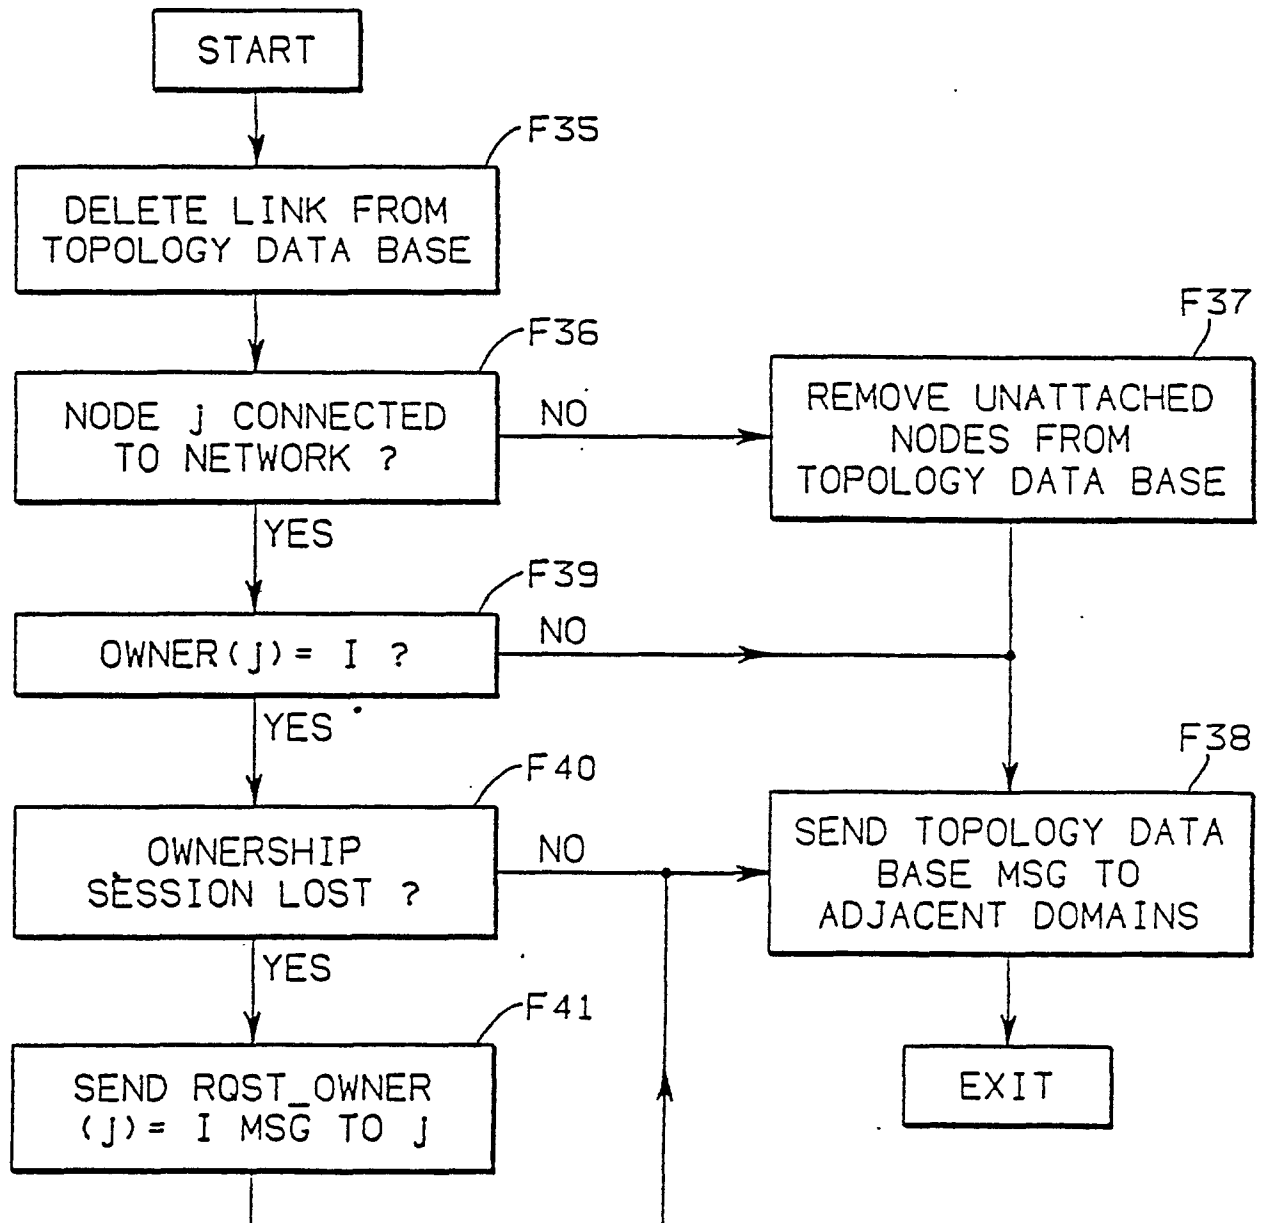 START
F35
DELETE LINK FROM
TOPOLOGY DATA BASE
F36
NODE j CONNECTED
TO NETWORK ?
NO
YES
F37
REMOVE UNATTACHED
NODES FROM
TOPOLOGY DATA BASE
F39
OWNER(j)= I ?
NO
YES
F40
OWNERSHIP
SESSION LOST ?
NO
YES
F38
SEND TOPOLOGY DATA
BASE MSG TO
ADJACENT DOMAINS
F41
SEND RQST_OWNER
(j)= I MSG TO j
EXIT